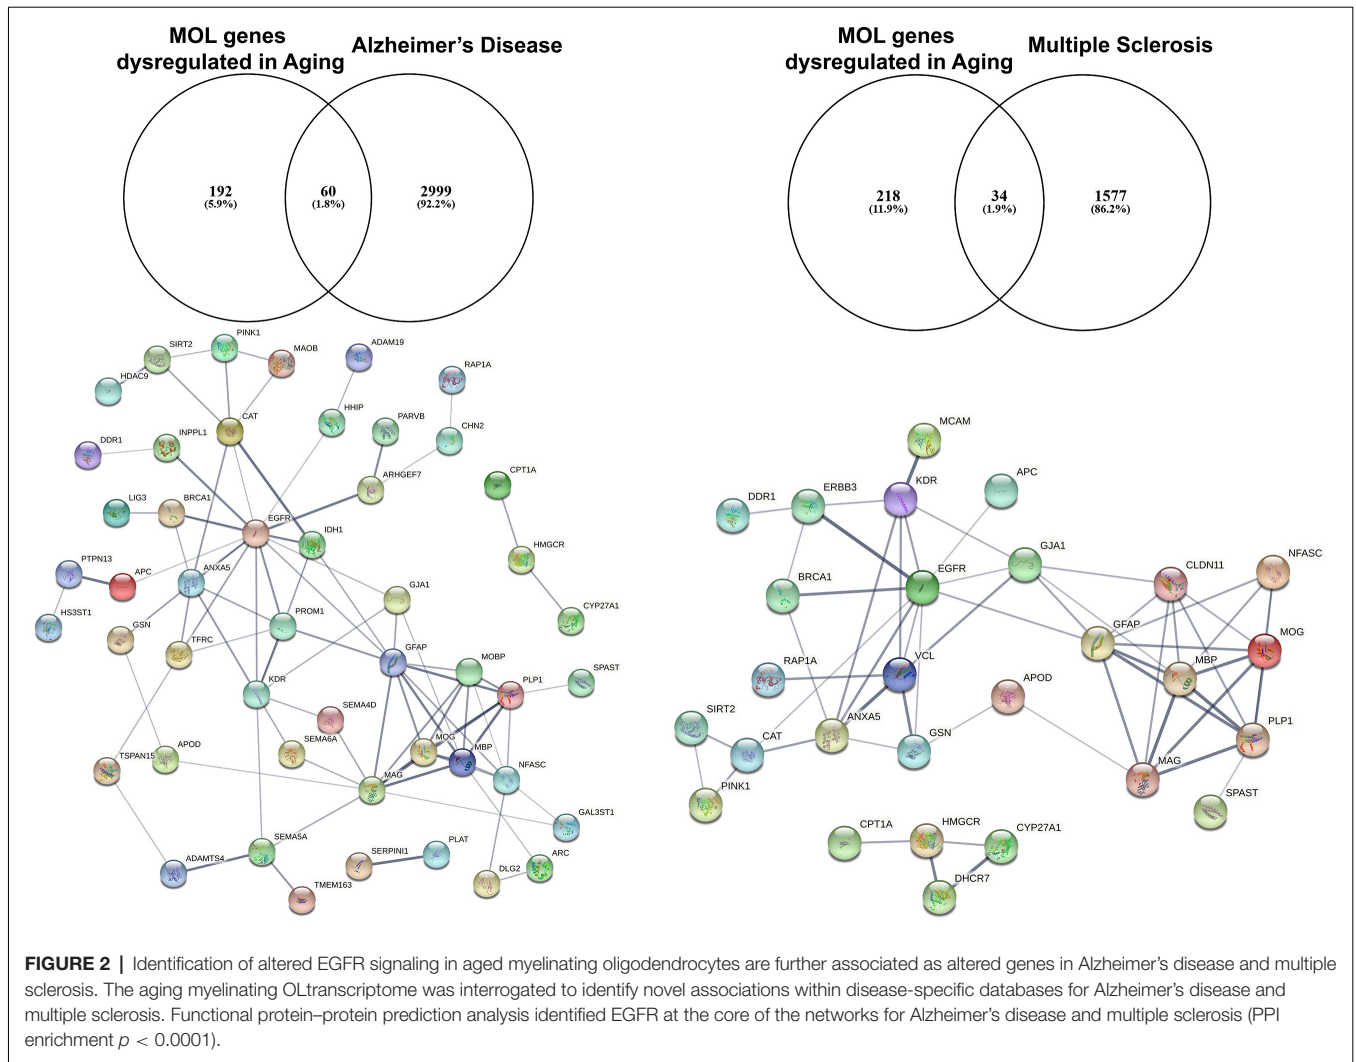 MOL genes
dysregulated in Aging
Alzheimer's Disease
192
(5.9%)
60
(1.8%)
2999
(92.2%)
MOL genes
dysregulated in Aging
Multiple Sclerosis
218
(11.9%)
34
(1.9%)
1577
(86.2%)
PINK1
SIRT2
MAOB
ADAM19
HDAC9
RAP1A
CAT
HHIP
PARVB
CHN2
DDR1
INPPL1
ARHGEF7
CPT1A
LIG3
BRCA1
EGFR
IDH1
HMGCR
PTPN13
APC
ANXA5
GJA1
CYP27A1
HS3ST1
GSN
TFRC
PROM1
GFAP
MOBP
SPAST
PLP1
KDR
SEMA4D
SEMA6A
MOG
MBP
NFASC
TSPAN15
APOD
MAG
GAL3ST1
SEMA5A
ADAMTS4
SERPINI1
PLAT
ARC
DLG2
TMEM163
MCAM
KDR
APC
DDR1
ERBB3
GJA1
NFASC
CLDN11
EGFR
BRCA1
GFAP
MOG
MBP
RAP1A
VCL
APOD
PLP1
SIRT2
ANXA5
GSN
CAT
MAG
PINK1
SPAST
CPT1A
HMGCR
CYP27A1
DHCR7
FIGURE 2 | Identification of altered EGFR signaling in aged myelinating oligodendrocytes are further associated as altered genes in Alzheimer's disease and multiple
sclerosis. The aging myelinating OLtranscriptome was interrogated to identify novel associations within disease-specific databases for Alzheimer's disease and
multiple sclerosis. Functional protein–protein prediction analysis identified EGFR at the core of the networks for Alzheimer's disease and multiple sclerosis (PPI
enrichment p < 0.0001).